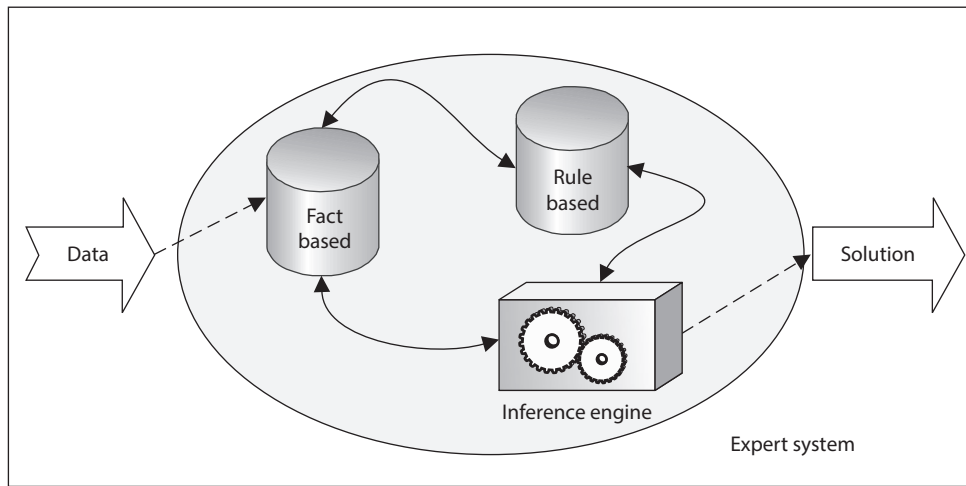 Data
Fact
based
Rule
based
Solution
Inference engine
Expert system